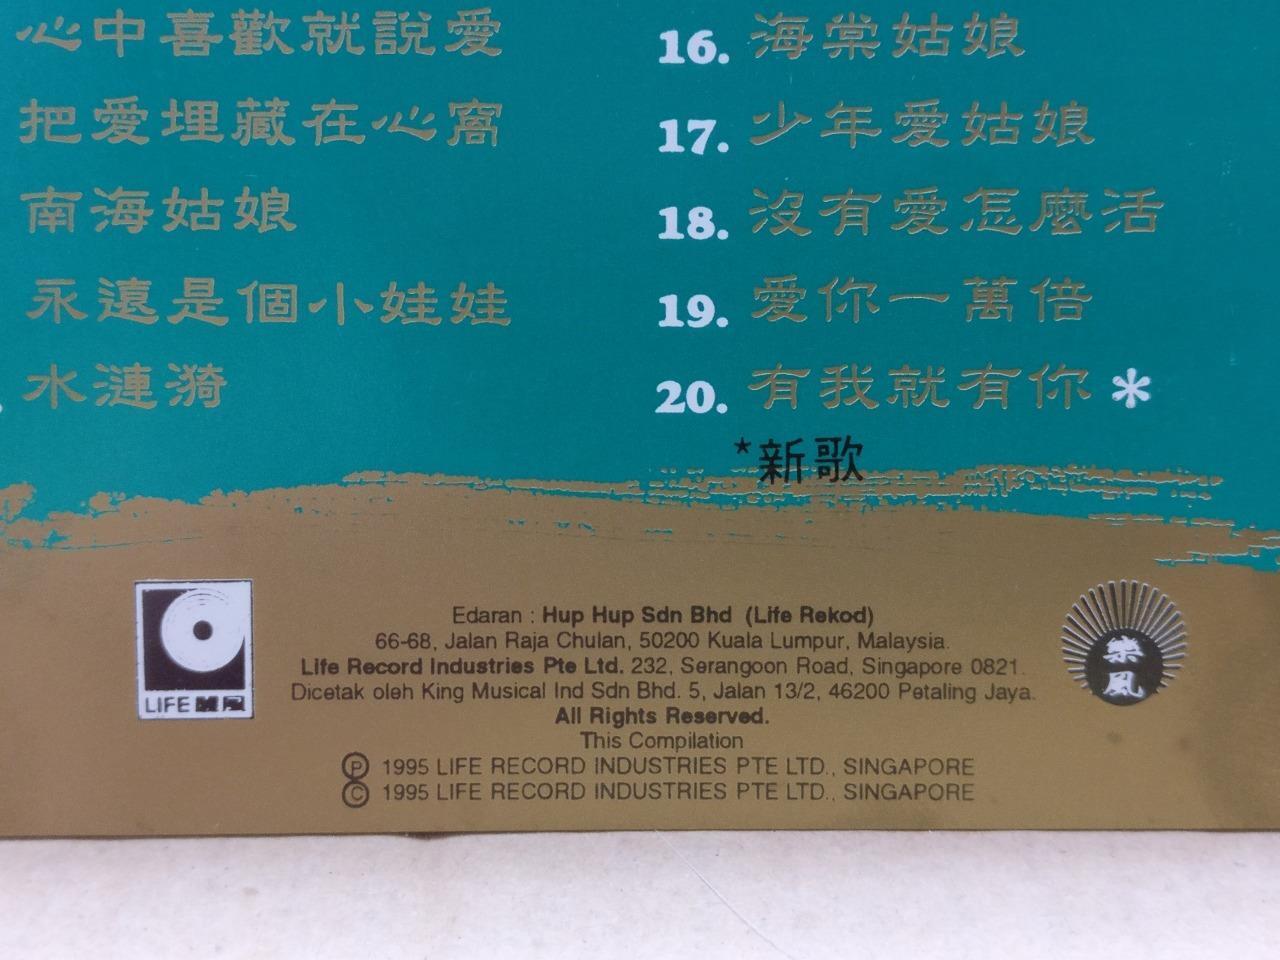 心中喜歡就說愛
把愛埋藏在心窩
南海姑娘
永遠是個小娃娃
水漣漪
16. 海棠姑娘
17. 少年愛姑娘
18. 沒有愛怎麼活
19. 愛你一萬倍
20. 有我就有你*
*新歌
Edaran : Hup Hup Sdn Bhd (Life Rekod)
66-68, Jalan Raja Chulan, 50200 Kuala Lumpur, Malaysia.
Life Record Industries Pte Ltd. 232, Serangoon Road, Singapore 0821.
Dicetak oleh King Musical Ind Sdn Bhd. 5, Jalan 13/2, 46200 Petaling Jaya.
All Rights Reserved.
This Compilation
Ⓟ 1995 LIFE RECORD INDUSTRIES PTE LTD., SINGAPORE
© 1995 LIFE RECORD INDUSTRIES PTE LTD., SINGAPORE
LIFE 麗風
樂風